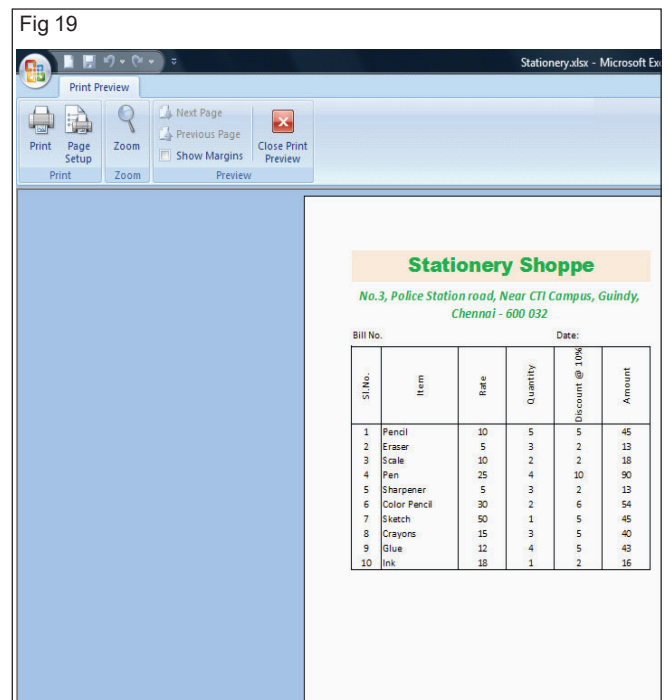 Fig 19
Stationery.xlsx - Microsoft Exc
Print Preview
Print
Page Setup
Zoom
Next Page
Previous Page
Show Margins
Close Print Preview
Print
Zoom
Preview
Stationery Shoppe
No.3, Police Station road, Near CTI Campus, Guindy,
Chennai - 600 032
Bill No. Date:
Sl.No. Item Rate Quantity Discount @ 10% Amount
1 Pencil 10 5 5 45
2 Eraser 5 3 2 13
3 Scale 10 2 2 18
4 Pen 25 4 10 90
5 Sharpener 5 3 2 13
6 Color Pencil 30 2 6 54
7 Sketch 50 1 5 45
8 Crayons 15 3 5 40
9 Glue 12 4 5 43
10 Ink 18 1 2 16